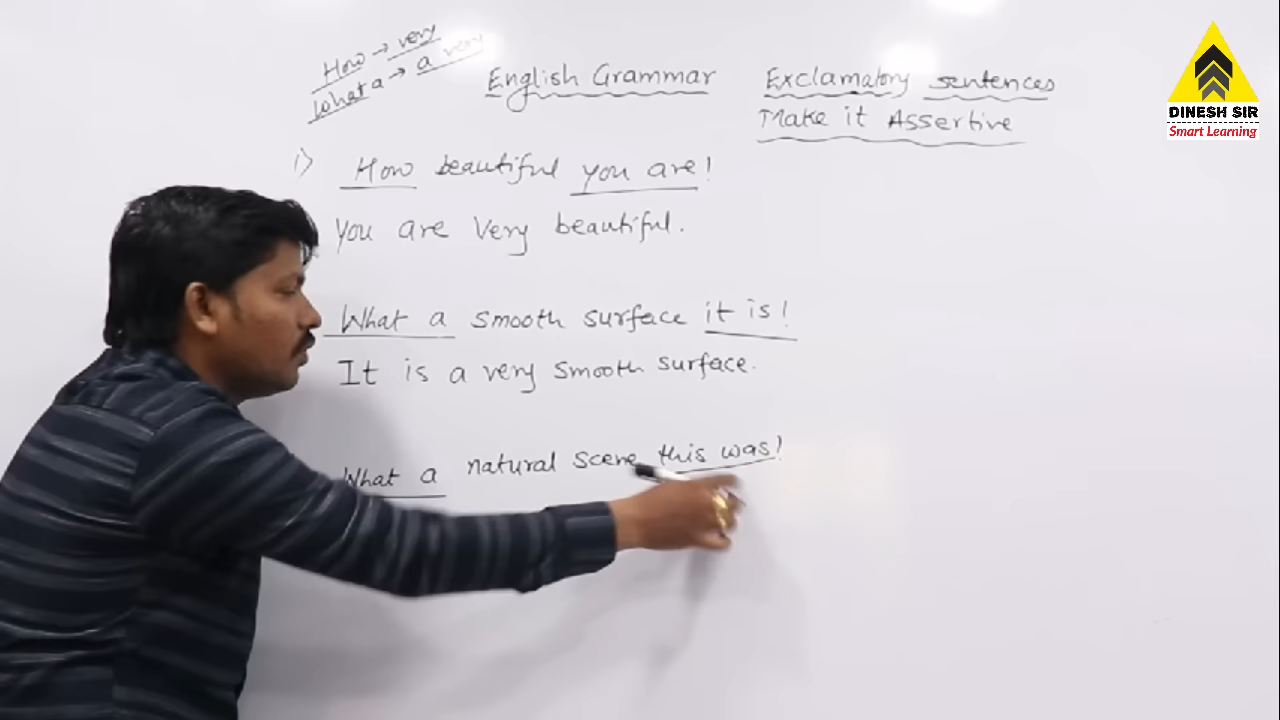 How → very
What a → a very
English Grammar
Exclamatory sentences
Make it Assertive
DINESH SIR
Smart Learning
1) How beautiful you are!
You are very beautiful.
What a smooth surface it is!
It is a very smooth surface.
What a natural scene this was!